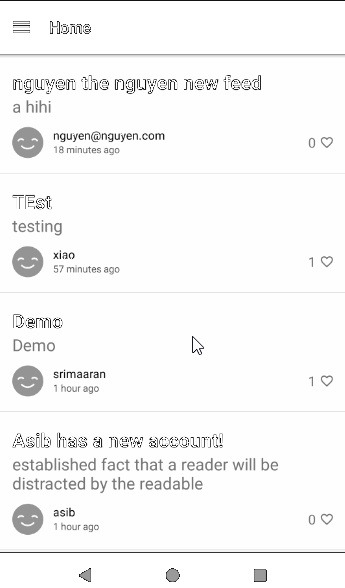 Home
nguyen the nguyen new feed
a hihi
nguyen@nguyen.com
18 minutes ago
0
TEst
testing
xiao
57 minutes ago
1
Demo
Demo
srimaaran
1 hour ago
1
Asib has a new account!
established fact that a reader will be
distracted by the readable
asib
1 hour ago
0